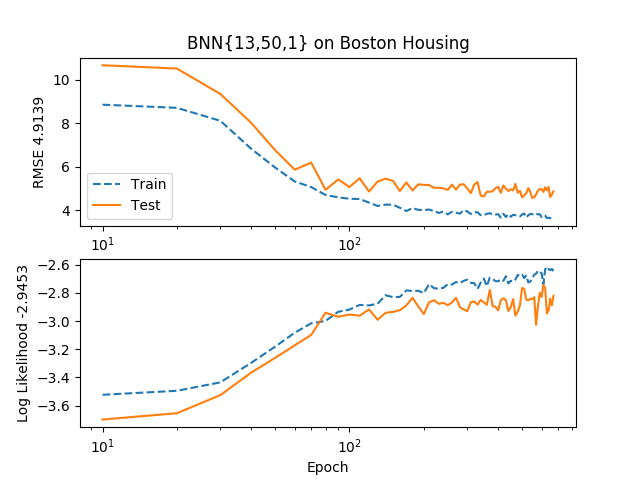 BNN{13,50,1} on Boston Housing
RMSE 4.9139
10
8
6
4
Train
Test
10¹
10²
Log Likelihood -2.9453
−2.6
−2.8
−3.0
−3.2
−3.4
−3.6
10¹
10²
Epoch